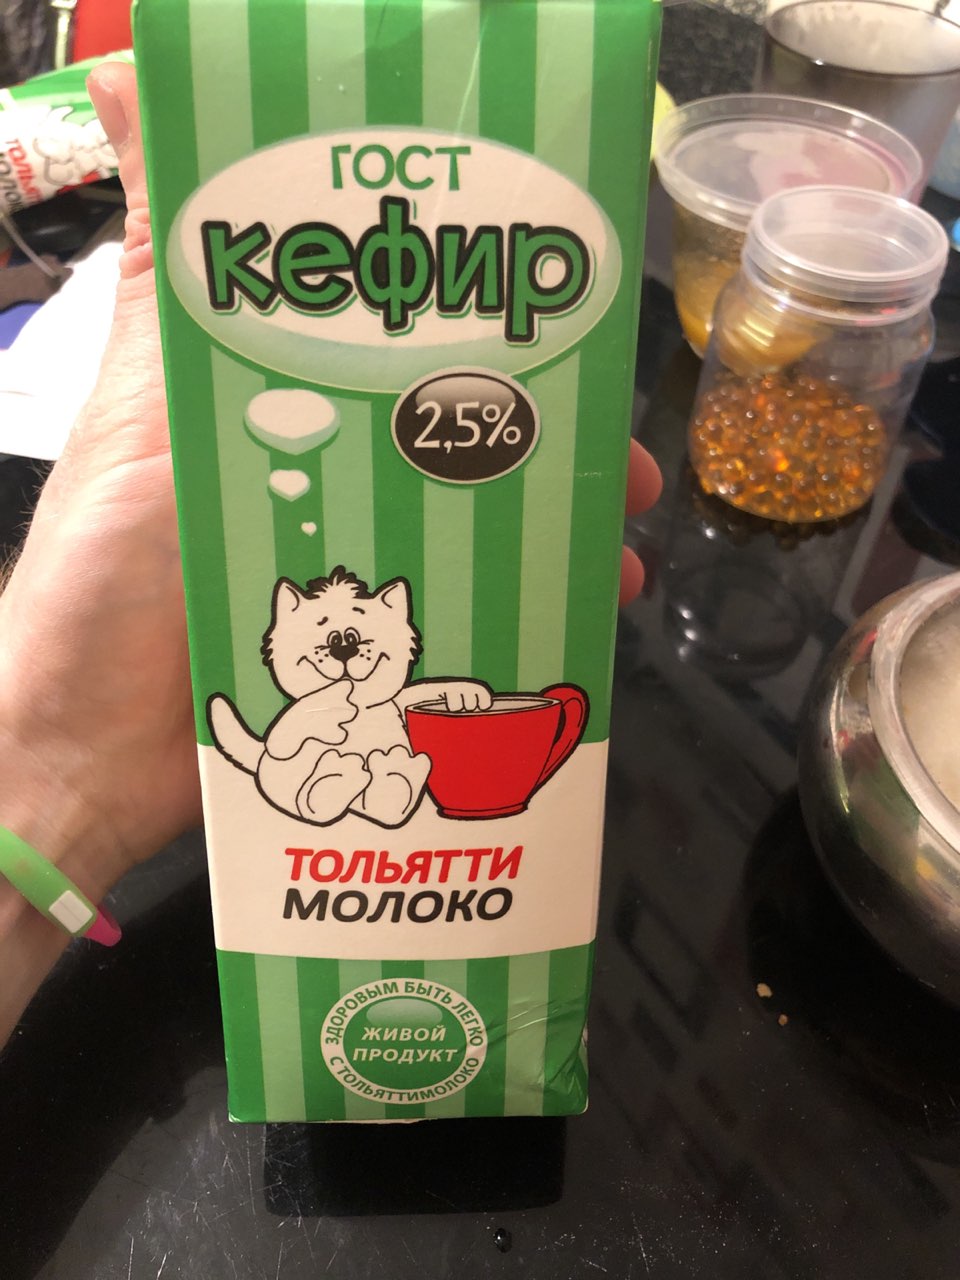 ГОСТ
кефир
2,5%
ТОЛЬЯТТИ
МОЛОКО
ЗДОРОВЫМ БЫТЬ ЛЕГКО
ЖИВОЙ
ПРОДУКТ
С ТОЛЬЯТТИМОЛОКО